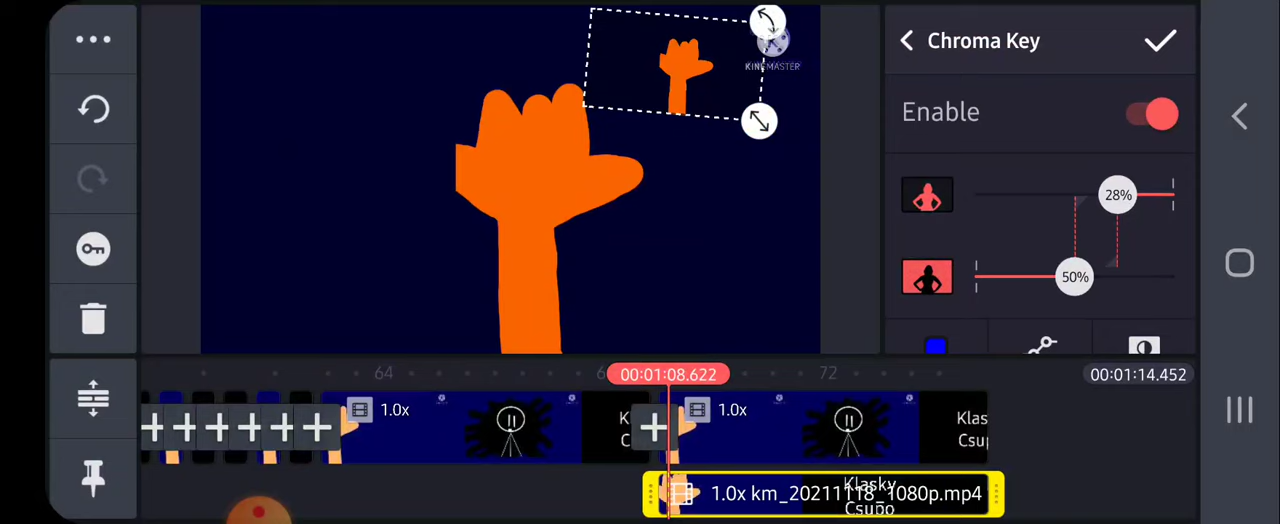 Chroma Key
Enable
28%
50%
KINEMASTER
64
6
00:01:08.622
72
00:01:14.452
1.0x
K
C
1.0x
Klas
Csu
1.0x km_20211118_1080p.mp4
Klasky
Csupo